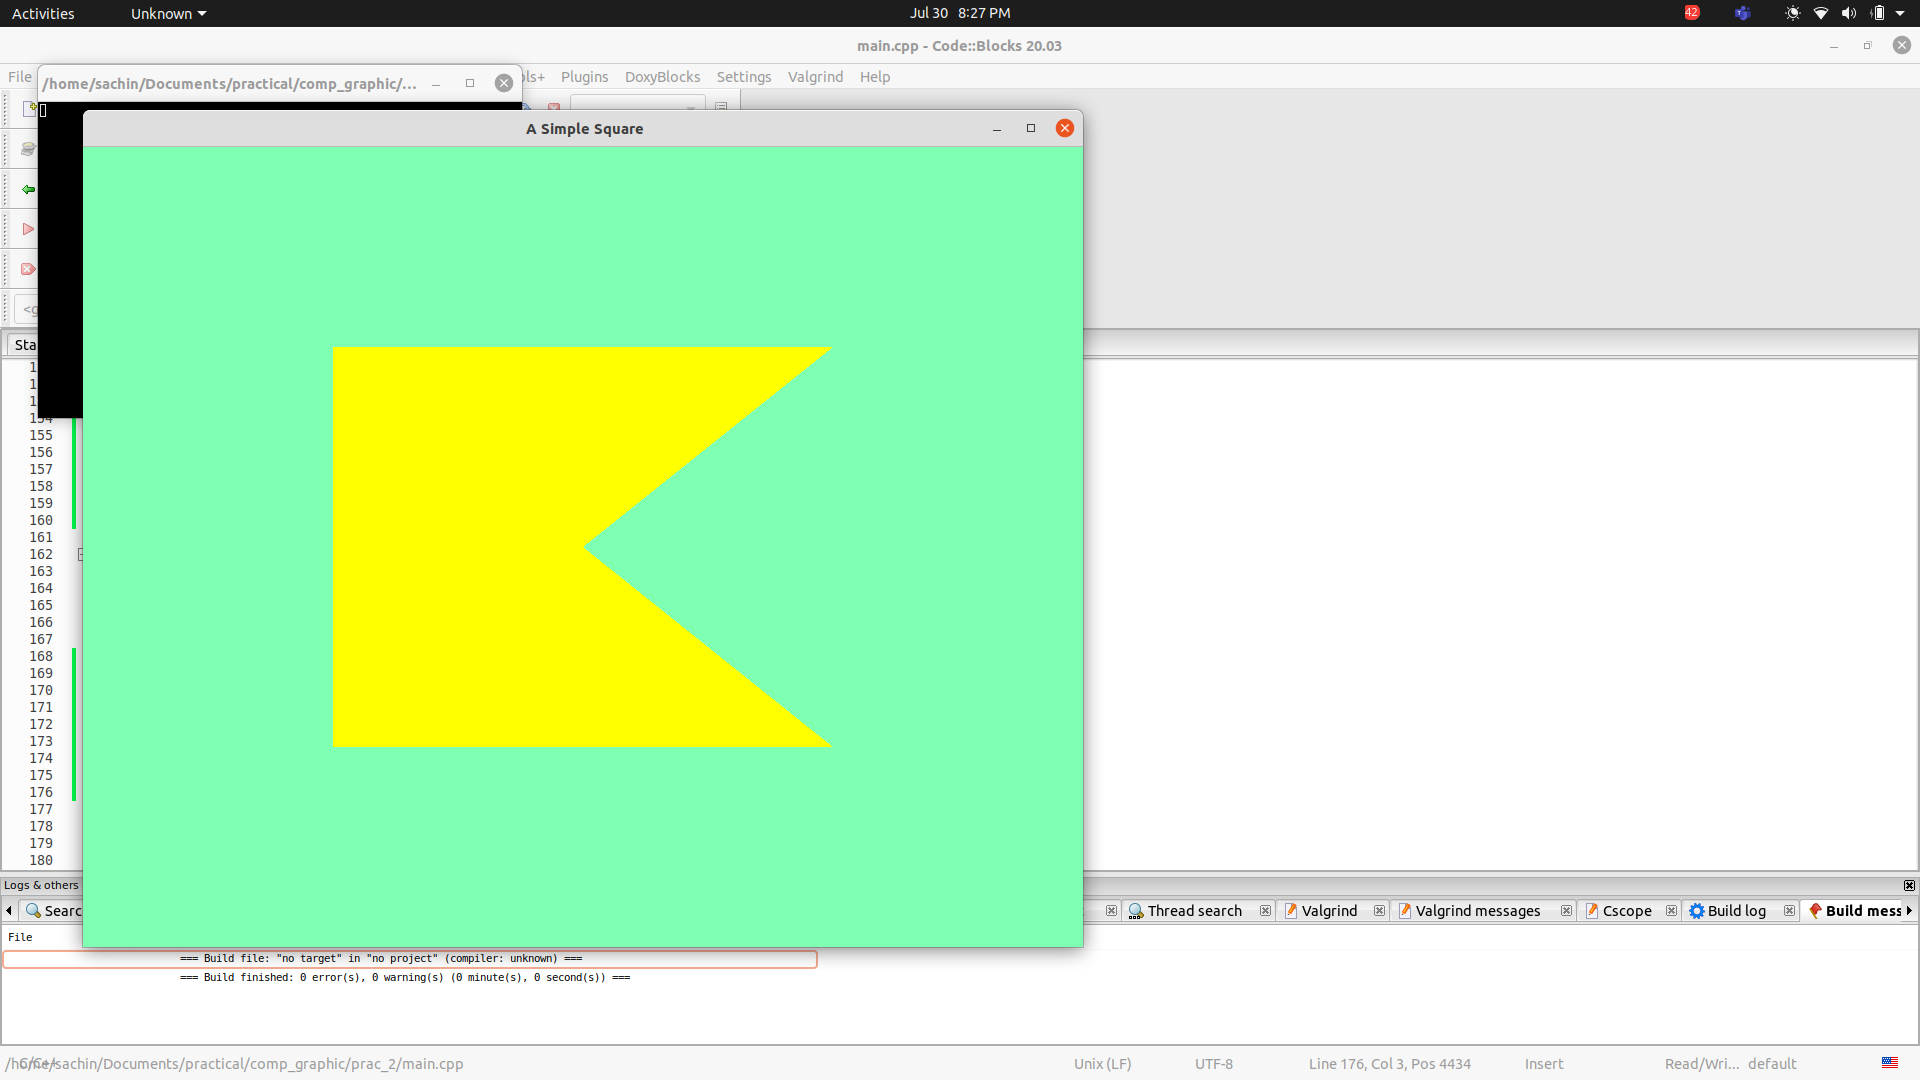 Activities Unknown Jul 30 8:27 PM 42
main.cpp - Code::Blocks 20.03
File ls+ Plugins DoxyBlocks Settings Valgrind Help
/home/sachin/Documents/practical/comp_graphic/...
A Simple Square
<g
Sta
1
1
1
154
155
156
157
158
159
160
161
162
163
164
165
166
167
168
169
170
171
172
173
174
175
176
177
178
179
180
Logs & others
Searc Thread search Valgrind Valgrind messages Cscope Build log Build mess
File
=== Build file: "no target" in "no project" (compiler: unknown) ===
=== Build finished: 0 error(s), 0 warning(s) (0 minute(s), 0 second(s)) ===
/home/sachin/Documents/practical/comp_graphic/prac_2/main.cpp C/C++ Unix (LF) UTF-8 Line 176, Col 3, Pos 4434 Insert Read/Wri... default